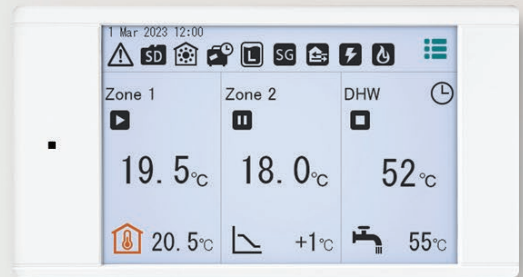 1 Mar 2023 12:00
SD L SG
Zone 1 Zone 2 DHW
19.5℃ 18.0℃ 52℃
20.5℃ +1℃ 55℃